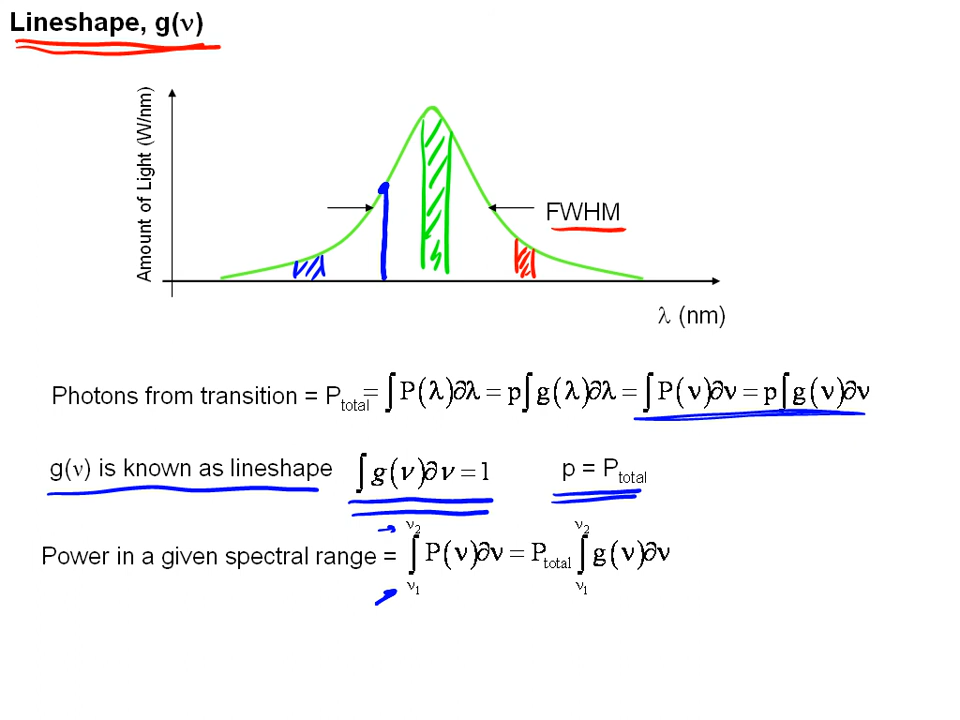 Lineshape, g(ν)
Amount of Light (W/nm)
FWHM
λ (nm)
Photons from transition = P_total = ∫P(λ)∂λ = p∫g(λ)∂λ = ∫P(ν)∂ν = p∫g(ν)∂ν
g(ν) is known as lineshape ∫g(ν)∂ν = 1 p = P_total
Power in a given spectral range = ∫_{ν₁}^{ν₂} P(ν)∂ν = P_total ∫_{ν₁}^{ν₂} g(ν)∂ν